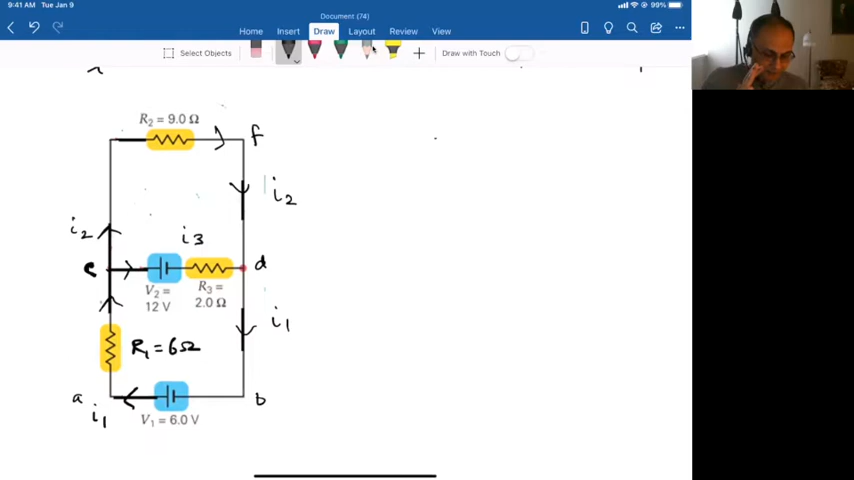 9:41 AM Tue Jan 9
99%
Document (74)
Home Insert Draw Layout Review View
Select Objects
Draw with Touch
R₂ = 9.0 Ω
f
i₂
i₂
i₃
e
d
V₂ =
12 V
R₃ =
2.0 Ω
R₁ = 6Ω
i₁
a
b
i₁
V₁ = 6.0 V